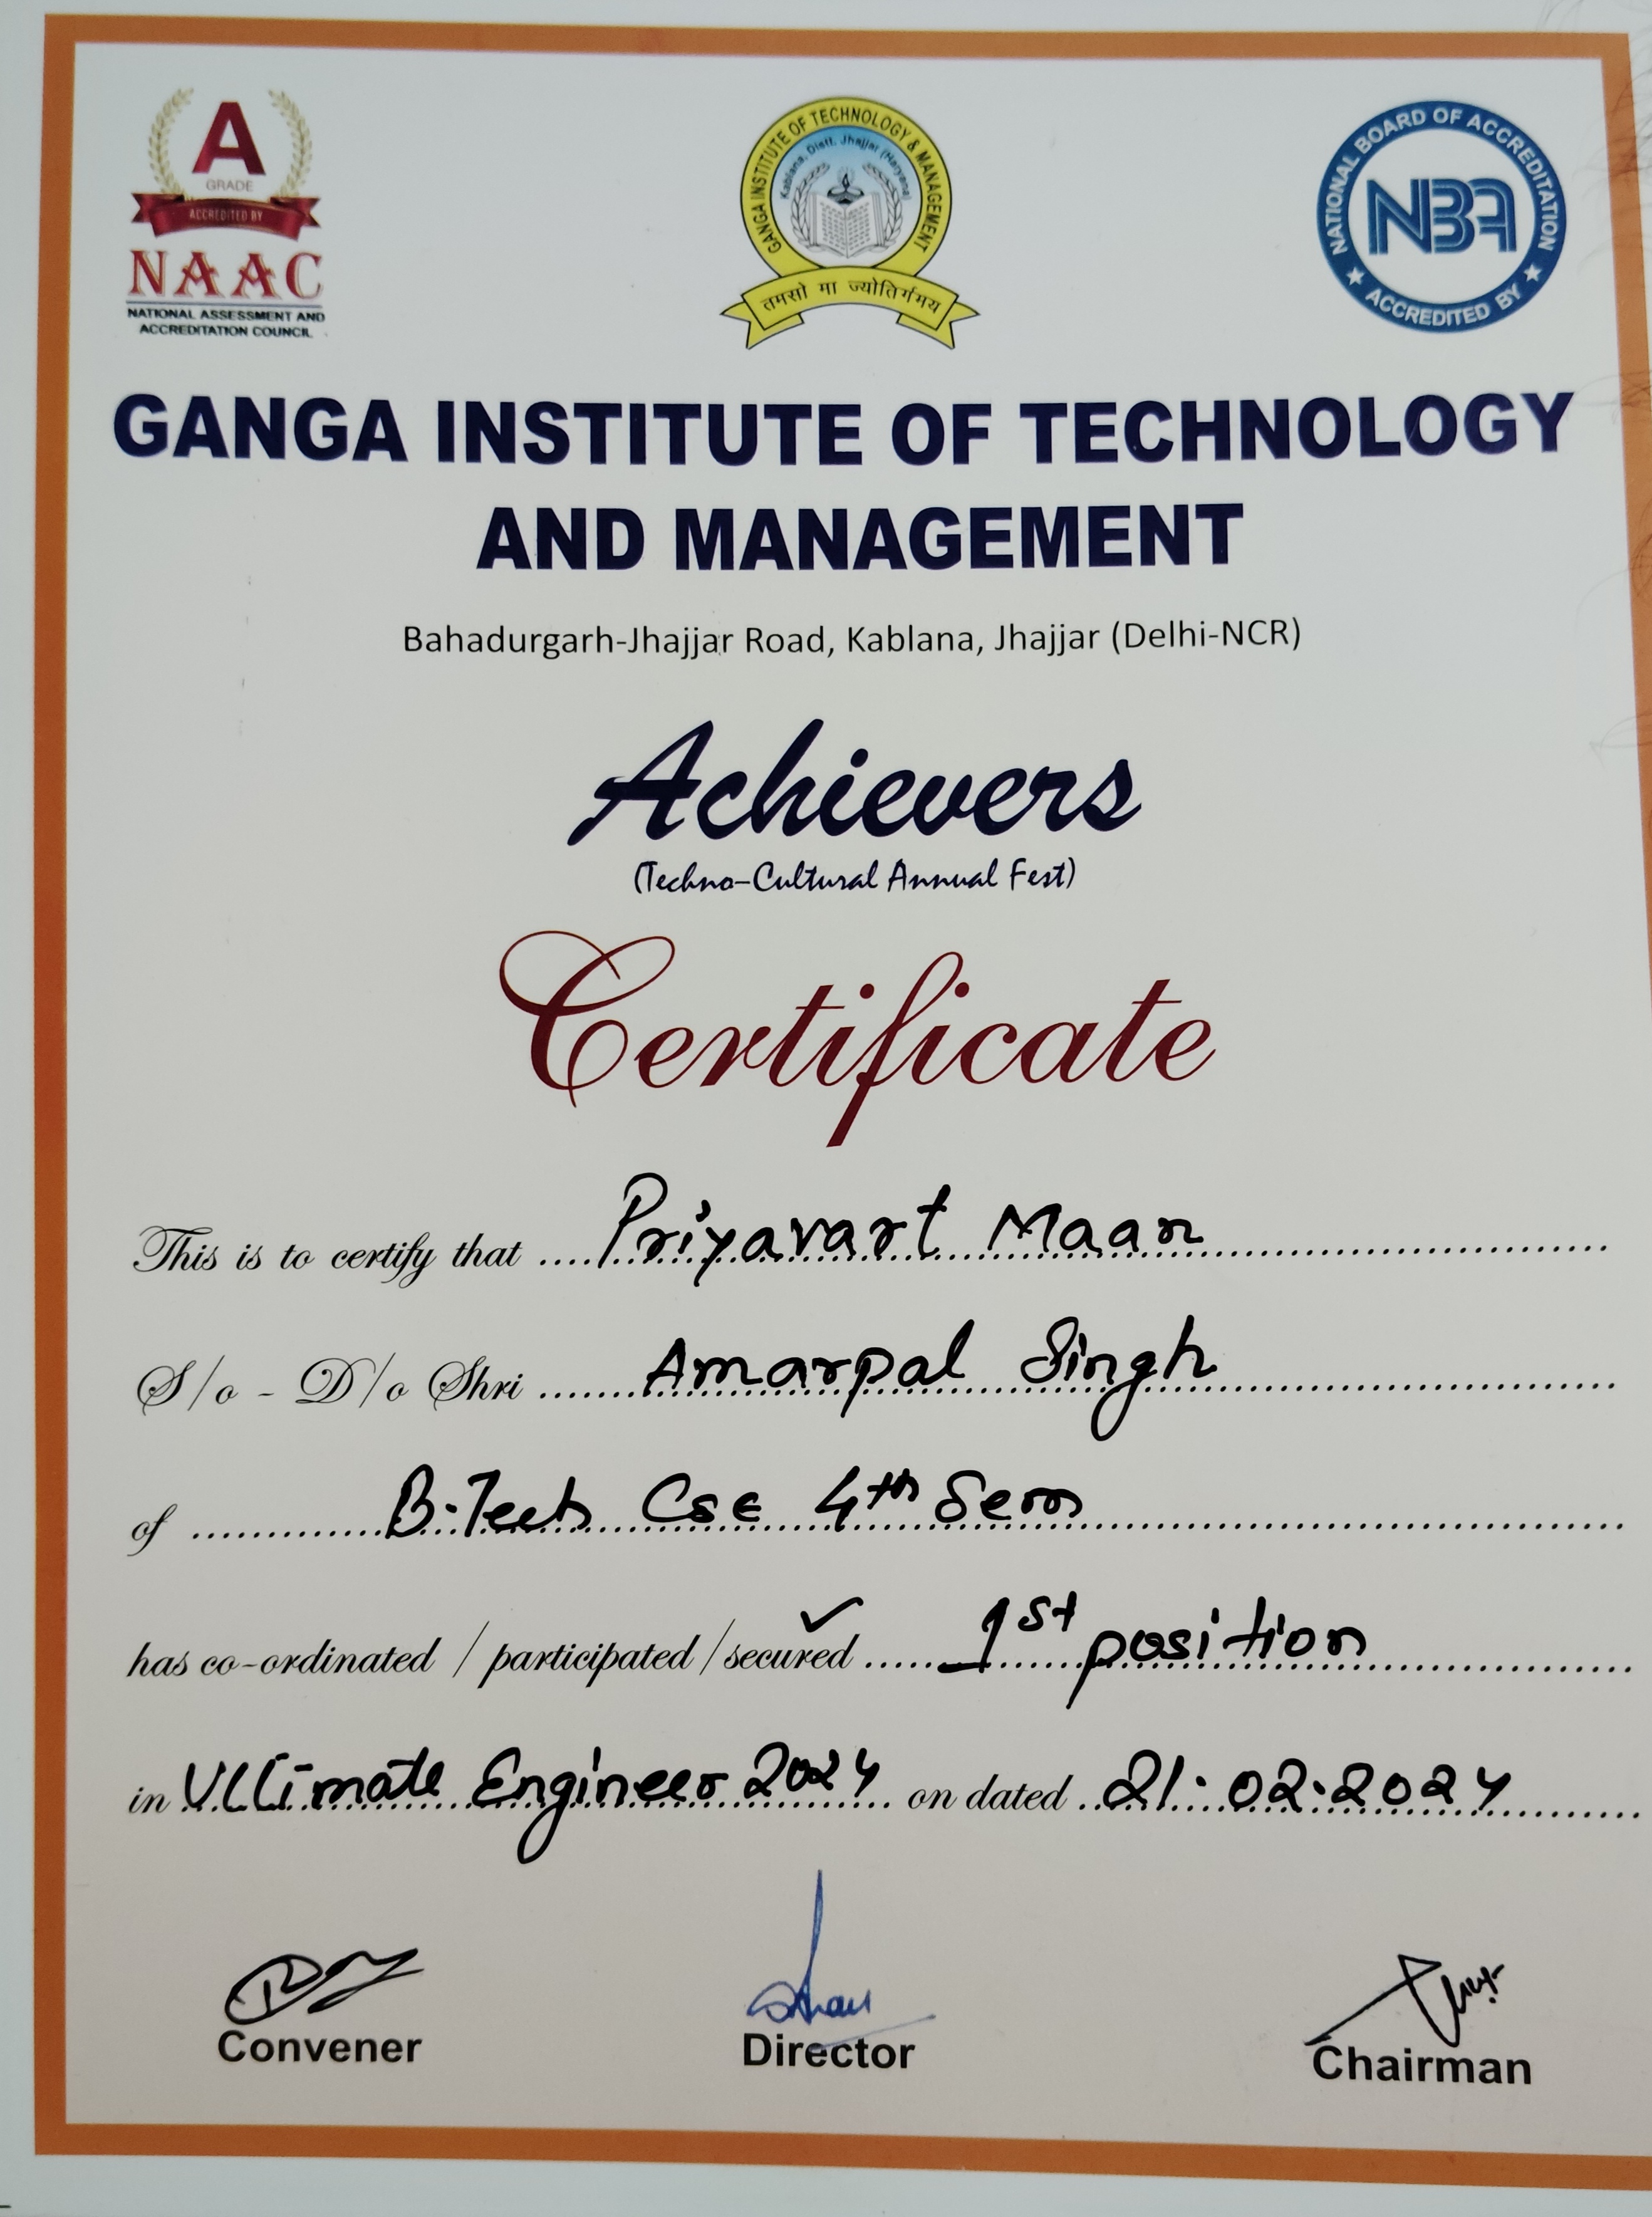 A
GRADE
ACCREDITED BY
NAAC
NATIONAL ASSESSMENT AND
ACCREDITATION COUNCIL
GANGA INSTITUTE OF TECHNOLOGY & MANAGEMENT
Kablana, Distt. Jhajjar (Haryana)
तमसो मा ज्योतिर्गमय
NATIONAL BOARD OF ACCREDITATION
NBA
★ ACCREDITED BY ★
GANGA INSTITUTE OF TECHNOLOGY
AND MANAGEMENT
Bahadurgarh-Jhajjar Road, Kablana, Jhajjar (Delhi-NCR)
Achievers
(Techno-Cultural Annual Fest)
Certificate
This is to certify that Priyavart Maan
S/o - D/o Shri Amarpal Singh
of B.Tech CSE 4th Sem
has co-ordinated / participated / secured ✓ 1st position
in Ultimate Engineer 2024 on dated 21.02.2024
Convener
Director
Chairman